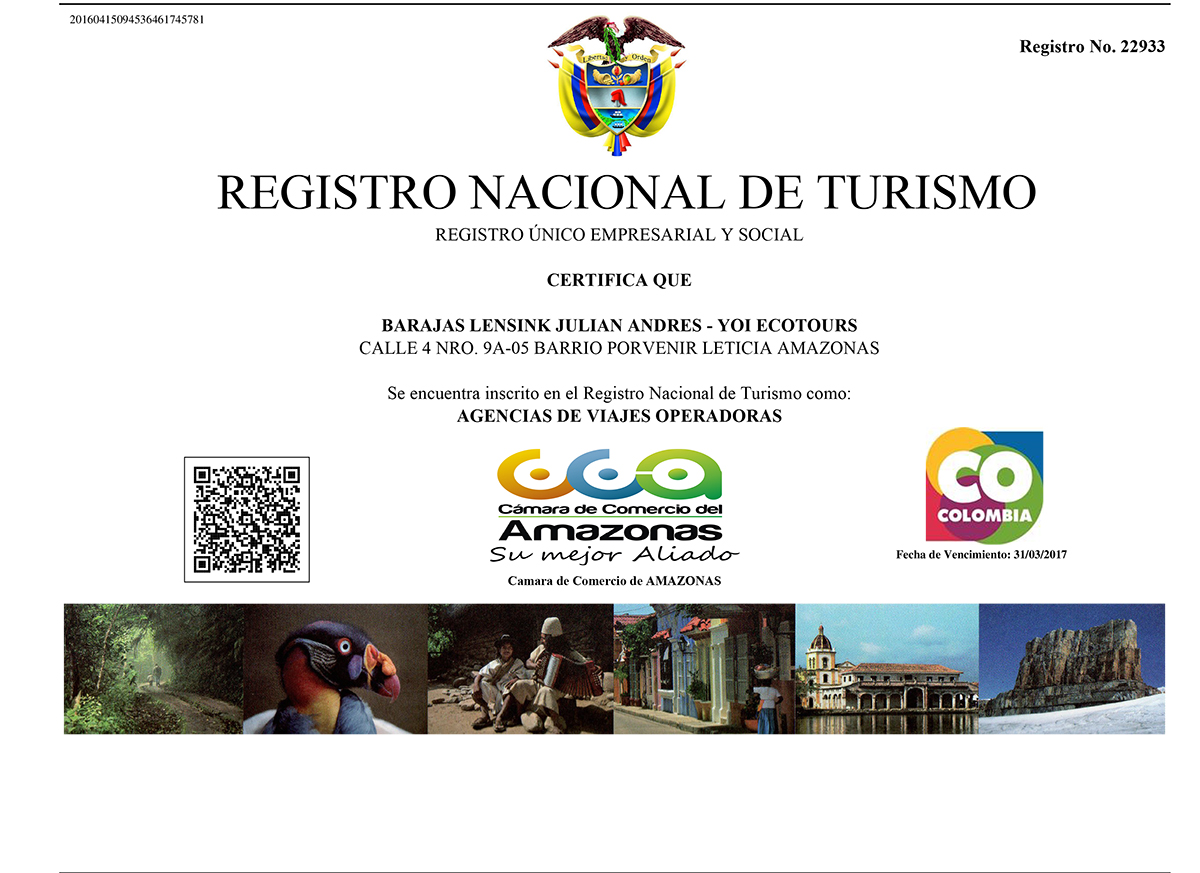 20160415094536461745781
Registro No. 22933
Libertad y Orden
REGISTRO NACIONAL DE TURISMO
REGISTRO ÚNICO EMPRESARIAL Y SOCIAL
CERTIFICA QUE
BARAJAS LENSINK JULIAN ANDRES - YOI ECOTOURS
CALLE 4 NRO. 9A-05 BARRIO PORVENIR LETICIA AMAZONAS
Se encuentra inscrito en el Registro Nacional de Turismo como:
AGENCIAS DE VIAJES OPERADORAS
cca
Cámara de Comercio del
Amazonas
Su mejor Aliado
Camara de Comercio de AMAZONAS
CO
COLOMBIA
Fecha de Vencimiento: 31/03/2017